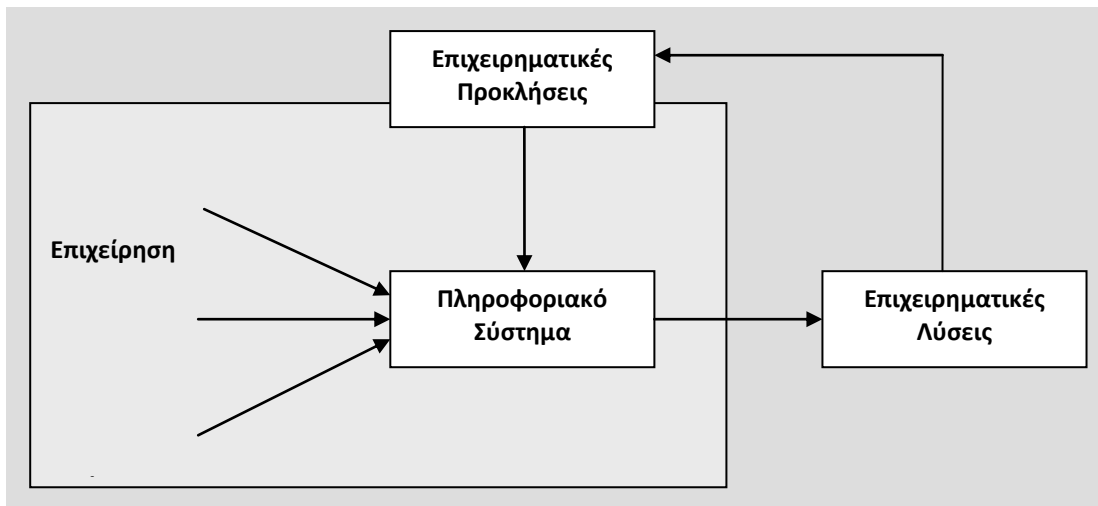 Επιχειρηματικές
Προκλήσεις
Επιχείρηση
Πληροφοριακό
Σύστημα
Επιχειρηματικές
Λύσεις